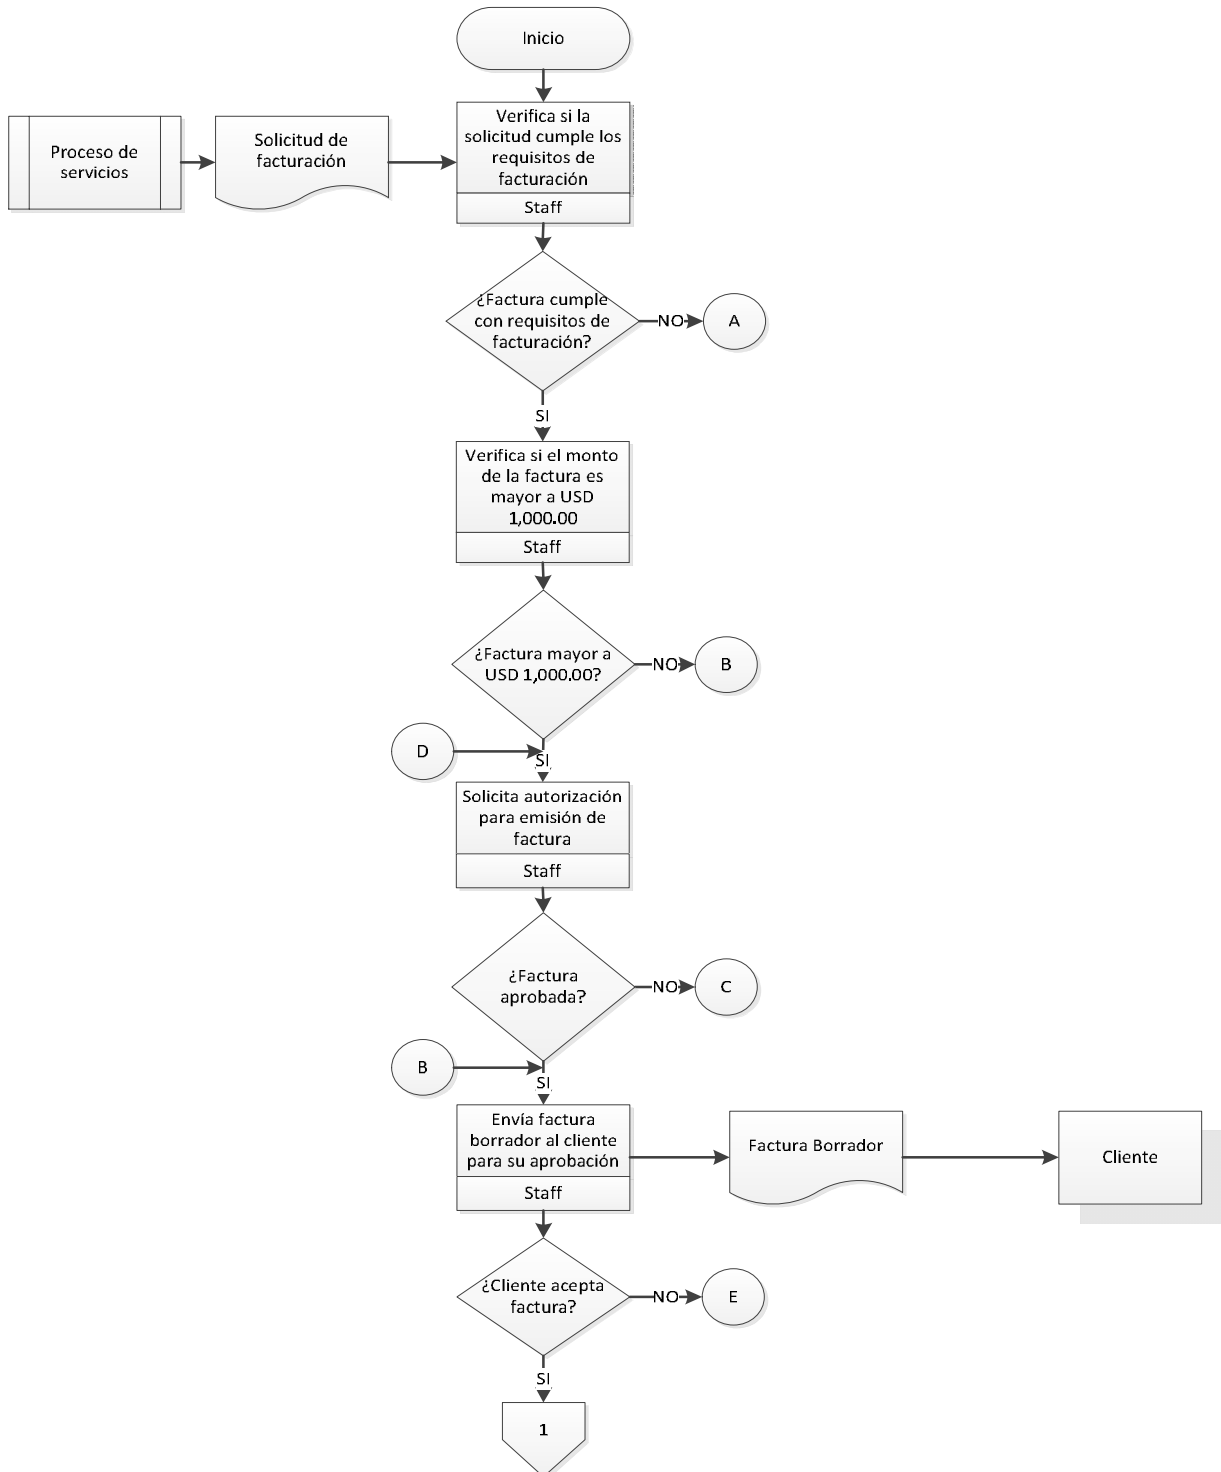 Inicio
Proceso de
servicios
Solicitud de
facturación
Verifica si la
solicitud cumple los
requisitos de
facturación
Staff
¿Factura cumple
con requisitos de
facturación?
NO
A
SI
Verifica si el monto
de la factura es
mayor a USD
1,000.00
Staff
¿Factura mayor a
USD 1,000.00?
NO
B
D
SI
Solicita autorización
para emisión de
factura
Staff
¿Factura
aprobada?
NO
C
B
SI
Envía factura
borrador al cliente
para su aprobación
Staff
Factura Borrador
Cliente
¿Cliente acepta
factura?
NO
E
SI
1